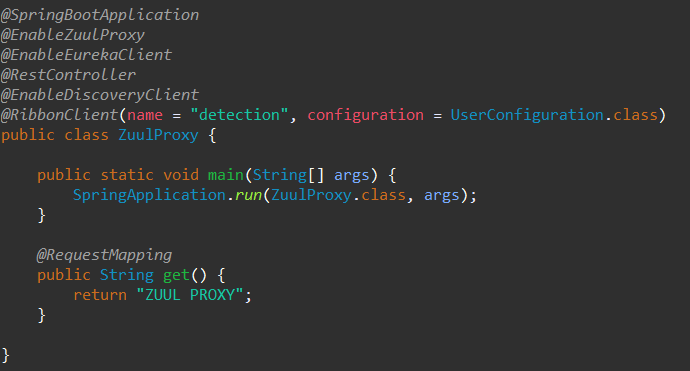 @SpringBootApplication
@EnableZuulProxy
@EnableEurekaClient
@RestController
@EnableDiscoveryClient
@RibbonClient(name = "detection", configuration = UserConfiguration.class)
public class ZuulProxy {
    public static void main(String[] args) {
        SpringApplication.run(ZuulProxy.class, args);
    }
    @RequestMapping
    public String get() {
        return "ZUUL PROXY";
    }
}